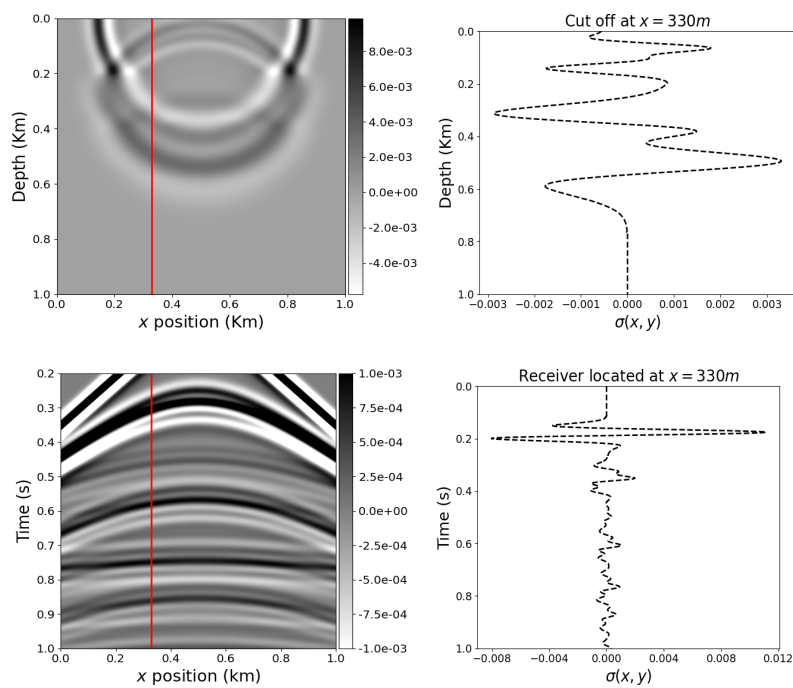 0.0
0.2
0.4
0.6
0.8
1.0
Depth (Km)
0.0 0.2 0.4 0.6 0.8 1.0
x position (Km)
8.0e-03
6.0e-03
4.0e-03
2.0e-03
0.0e+00
-2.0e-03
-4.0e-03
Cut off at x = 330m
0.0
0.2
0.4
0.6
0.8
1.0
Depth (Km)
−0.003 −0.002 −0.001 0.000 0.001 0.002 0.003
σ(x, y)
0.2
0.3
0.4
0.5
0.6
0.7
0.8
0.9
1.0
Time (s)
0.0 0.2 0.4 0.6 0.8 1.0
x position (km)
1.0e-03
7.5e-04
5.0e-04
2.5e-04
0.0e+00
-2.5e-04
-5.0e-04
-7.5e-04
-1.0e-03
Receiver located at x = 330m
0.0
0.2
0.4
0.6
0.8
1.0
Time (s)
−0.008 −0.004 0.000 0.004 0.008 0.012
σ(x, y)